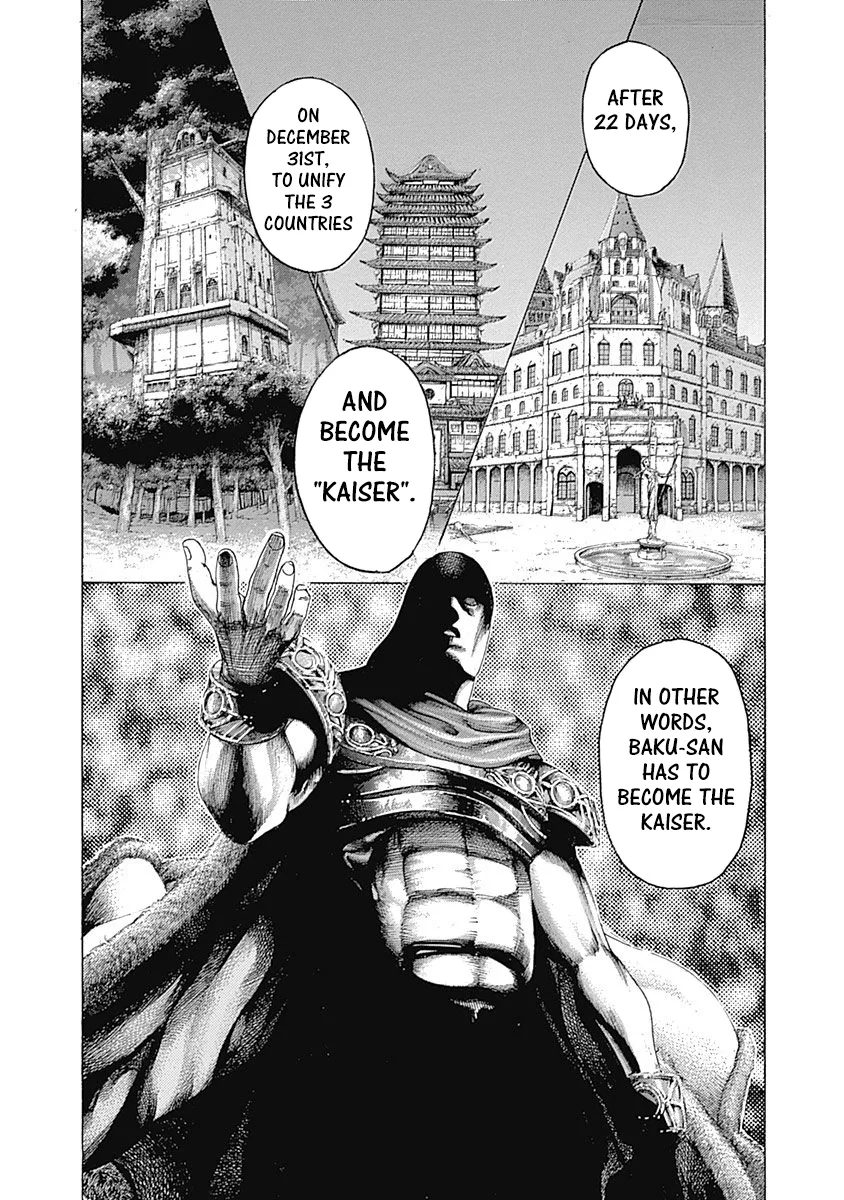 AFTER
22 DAYS,
ON
DECEMBER
31ST,
TO UNIFY
THE 3
COUNTRIES
AND
BECOME
THE
"KAISER".
IN OTHER
WORDS,
BAKU-SAN
HAS TO
BECOME THE
KAISER.